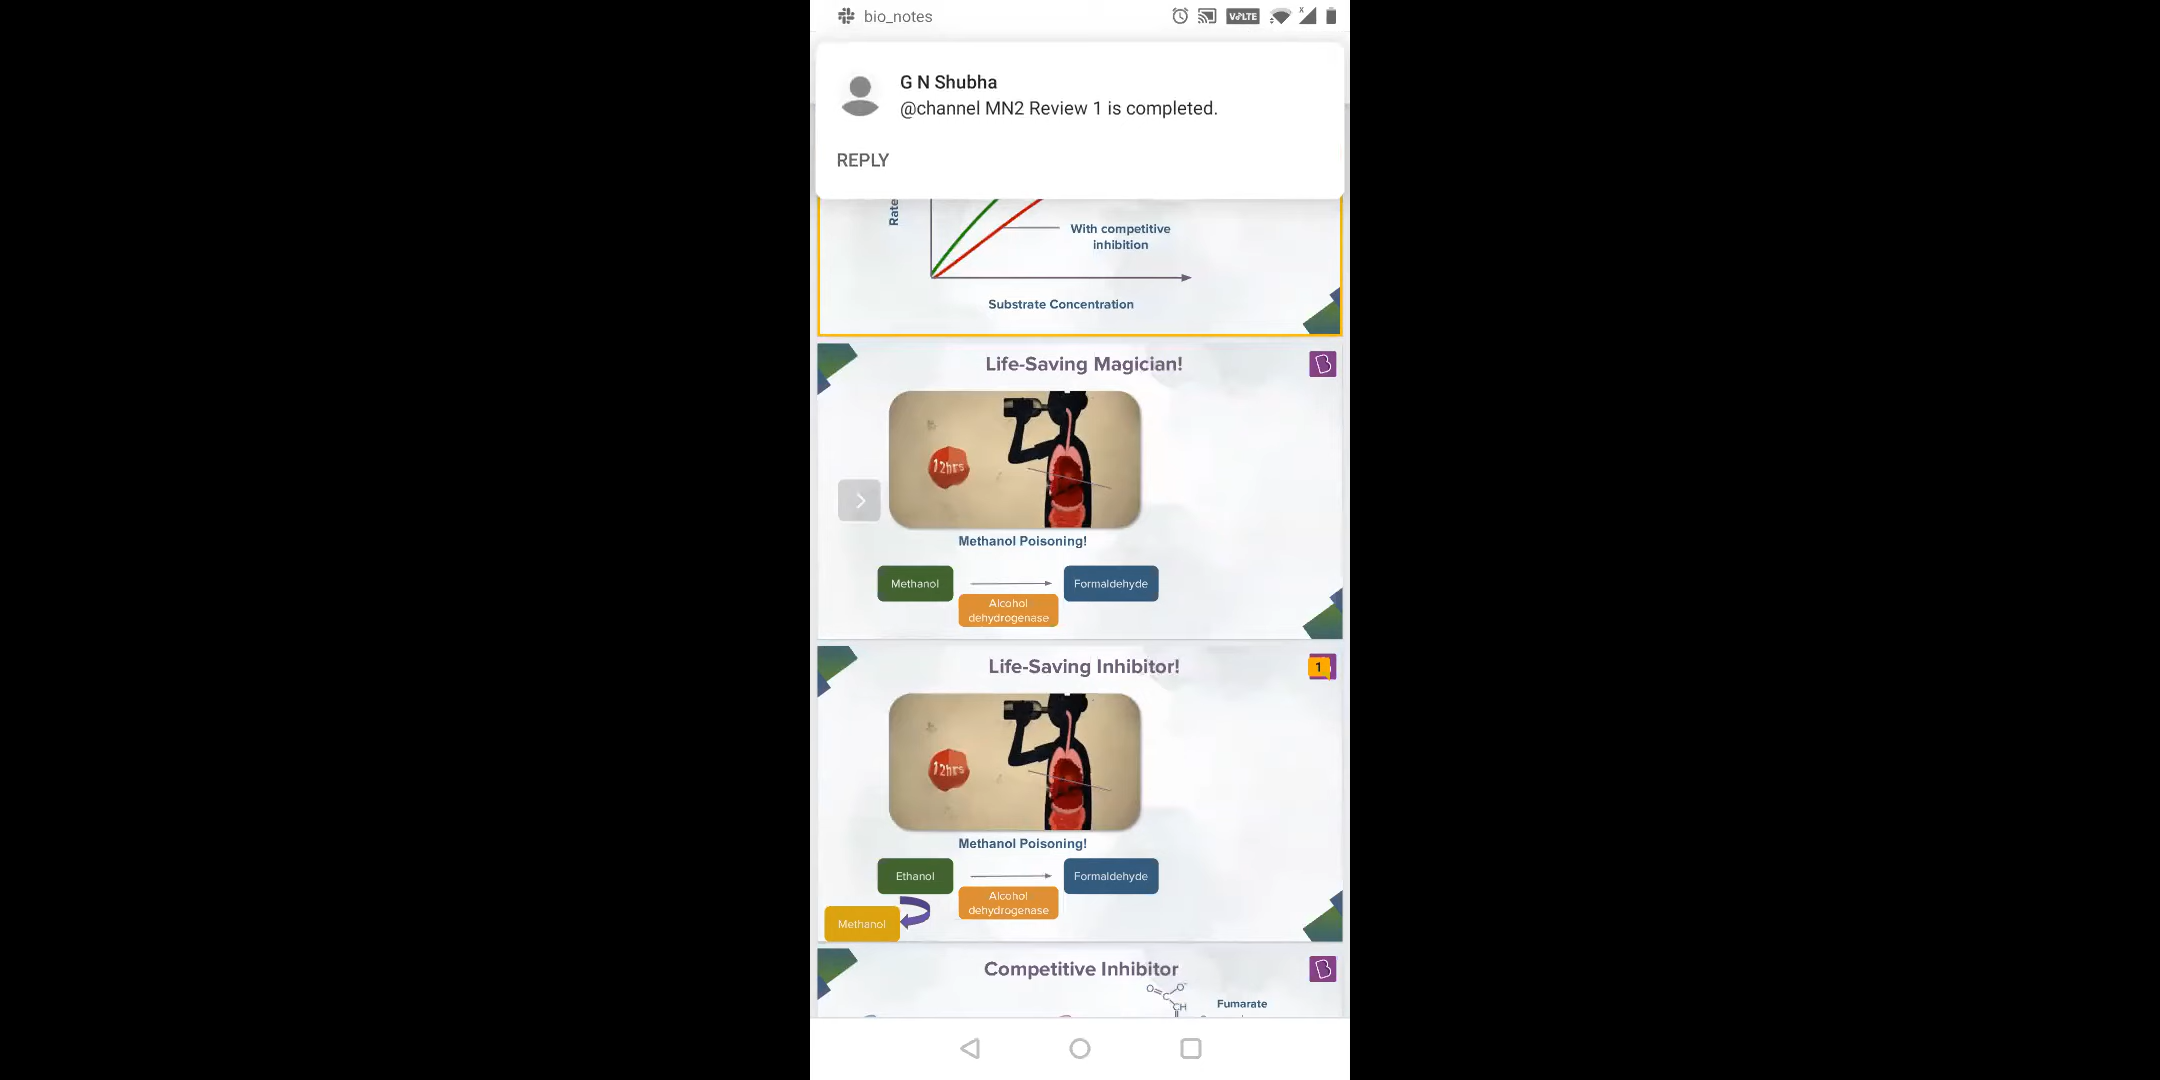 bio_notes
VoLTE
x
G N Shubha
@channel MN2 Review 1 is completed.
REPLY
Rate
With competitive
inhibition
Substrate Concentration
Life-Saving Magician!
12hrs
Methanol Poisoning!
Methanol
Formaldehyde
Alcohol
dehydrogenase
Life-Saving Inhibitor!
1
12hrs
Methanol Poisoning!
Ethanol
Formaldehyde
Alcohol
dehydrogenase
Methanol
Competitive Inhibitor
O
O-
C
CH
Fumarate